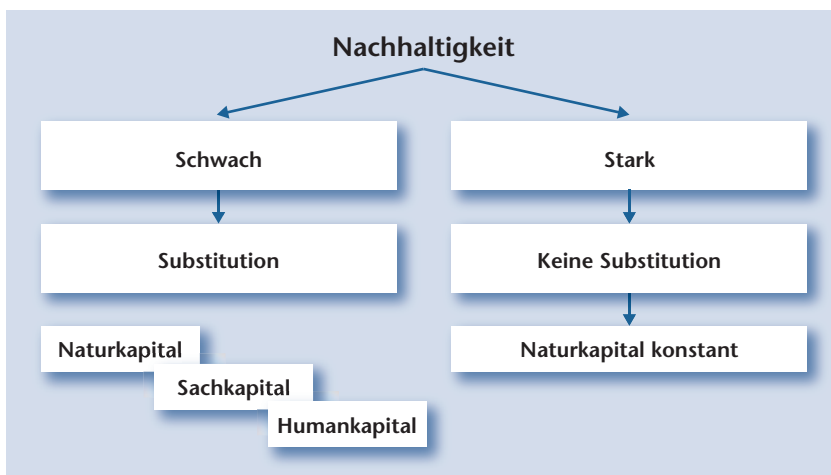 Nachhaltigkeit
Schwach
Stark
Substitution
Keine Substitution
Naturkapital
Naturkapital konstant
Sachkapital
Humankapital